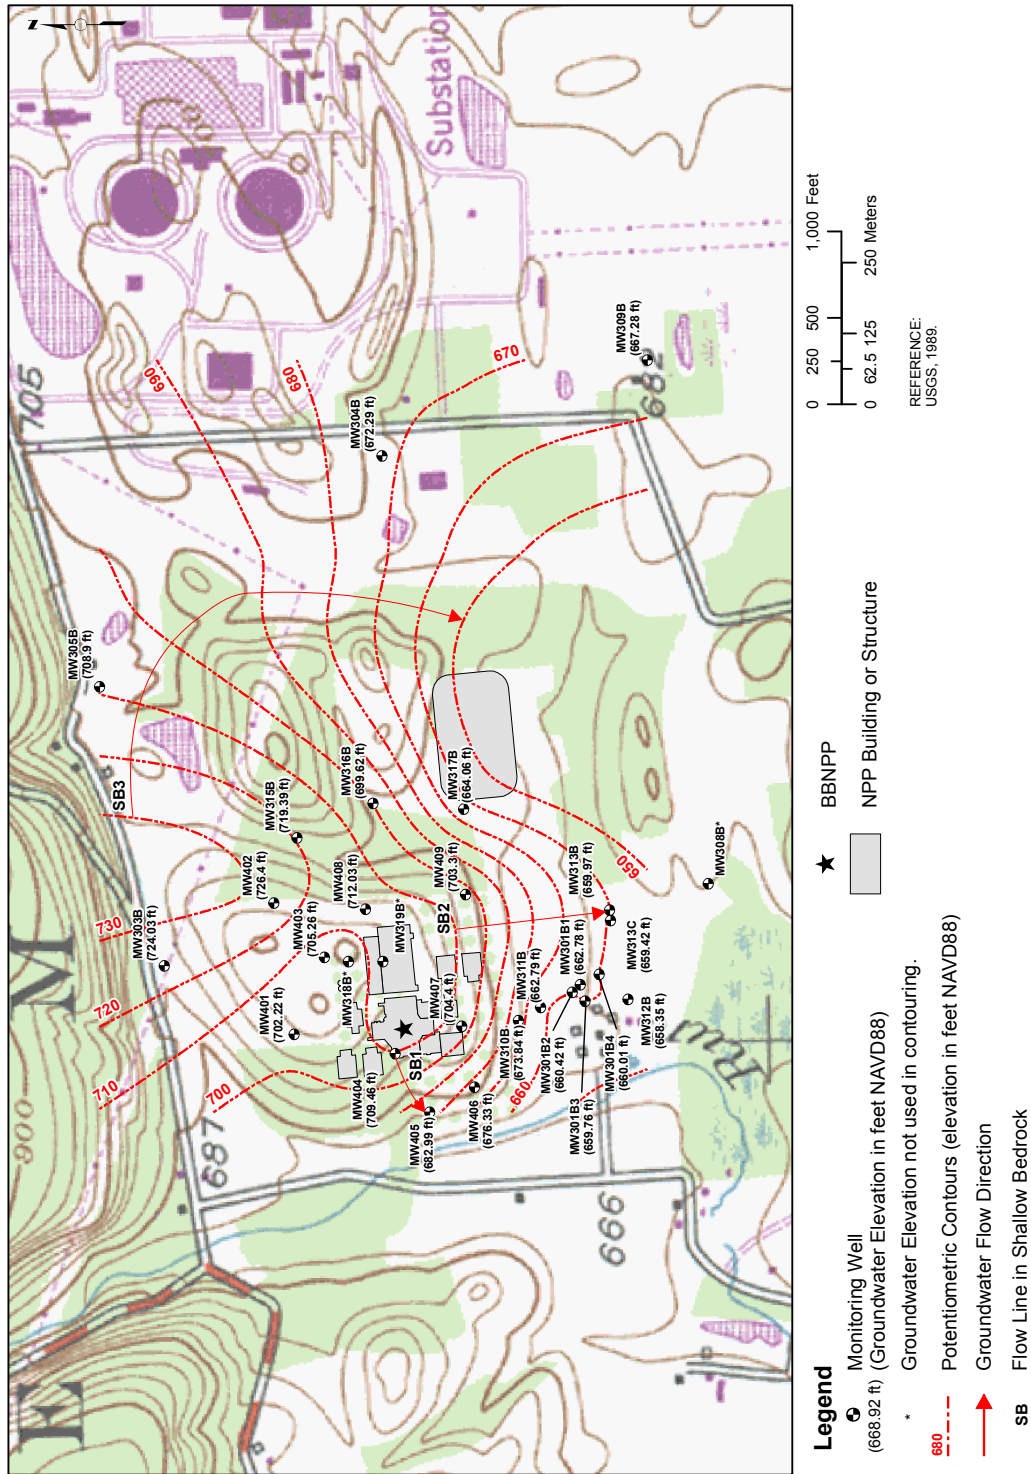 N
Substation
705
690
680
670
MW304B
(672.29 ft)
MW309B
(667.28 ft)
682
MW305B
(708.9 ft)
SB3
MW315B
(719.39 ft)
MW316B
(699.62 ft)
MW317B
(664.06 ft)
650
MW308B*
730
MW303B
(724.03 ft)
MW402
(726.4 ft)
MW403
(705.26 ft)
MW408
(712.03 ft)
MW319B*
MW409
(703.3 ft)
SB2
MW313B
(659.97 ft)
MW313C
(659.42 ft)
720
MW401
(702.22 ft)
MW318B*
MW407
(704.4 ft)
MW311B
(662.79 ft)
MW301B1
(662.78 ft)
MW312B
(658.35 ft)
710
700
MW404
(709.46 ft)
SB1
MW310B
(673.84 ft)
MW301B2
(660.42 ft)
MW301B4
(660.01 ft)
MW405
(682.99 ft)
MW406
(676.33 ft)
660
MW301B3
(659.76 ft)
M
900
687
666
Run
E
0 250 500 1,000 Feet
0 62.5 125 250 Meters
REFERENCE:
USGS, 1989.
Legend
Monitoring Well
(668.92 ft) (Groundwater Elevation in feet NAVD88)
* Groundwater Elevation not used in contouring.
680 Potentiometric Contours (elevation in feet NAVD88)
Groundwater Flow Direction
SB Flow Line in Shallow Bedrock
BBNPP
NPP Building or Structure